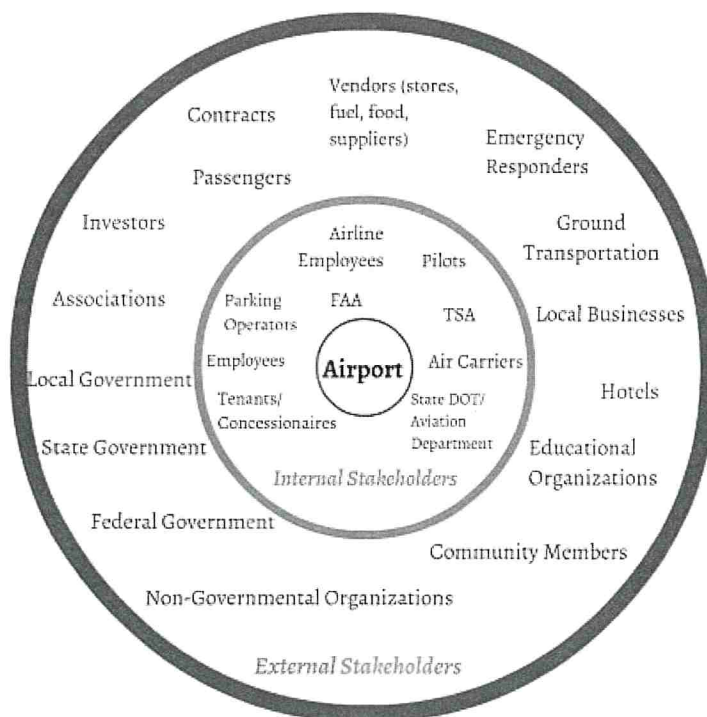 Vendors (stores,
fuel, food,
suppliers)
Contracts
Emergency
Responders
Passengers
Investors
Ground
Transportation
Airline
Employees
Pilots
Associations
Parking
Operators
FAA
TSA
Local Businesses
Employees
Airport
Air Carriers
Local Government
Hotels
Tenants/
Concessionaires
State DOT/
Aviation
Department
State Government
Educational
Organizations
Internal Stakeholders
Federal Government
Community Members
Non-Governmental Organizations
External Stakeholders